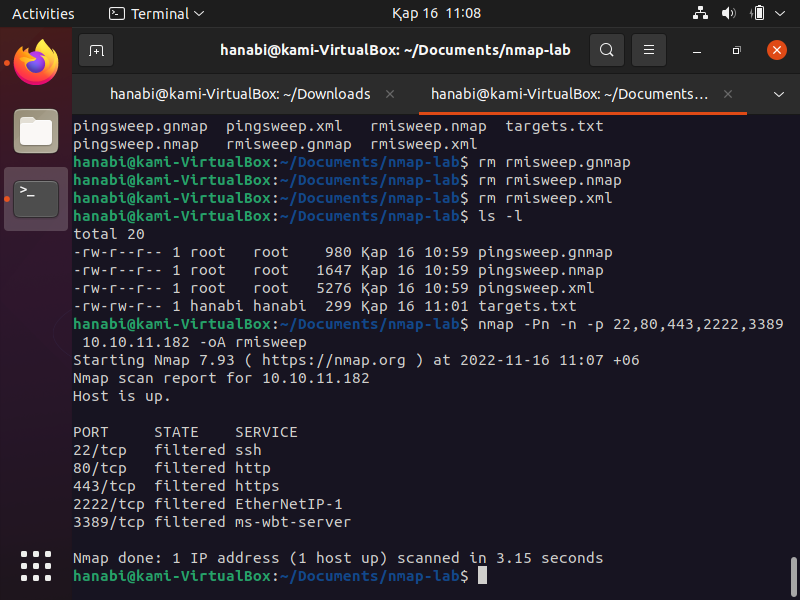 Activities Terminal Қар 16 11:08
hanabi@kami-VirtualBox: ~/Documents/nmap-lab
hanabi@kami-VirtualBox: ~/Downloads hanabi@kami-VirtualBox: ~/Documents...
pingsweep.gnmap pingsweep.xml rmisweep.nmap targets.txt
pingsweep.nmap rmisweep.gnmap rmisweep.xml
hanabi@kami-VirtualBox:~/Documents/nmap-lab$ rm rmisweep.gnmap
hanabi@kami-VirtualBox:~/Documents/nmap-lab$ rm rmisweep.nmap
hanabi@kami-VirtualBox:~/Documents/nmap-lab$ rm rmisweep.xml
hanabi@kami-VirtualBox:~/Documents/nmap-lab$ ls -l
total 20
-rw-r--r-- 1 root root 980 Қар 16 10:59 pingsweep.gnmap
-rw-r--r-- 1 root root 1647 Қар 16 10:59 pingsweep.nmap
-rw-r--r-- 1 root root 5276 Қар 16 10:59 pingsweep.xml
-rw-rw-r-- 1 hanabi hanabi 299 Қар 16 11:01 targets.txt
hanabi@kami-VirtualBox:~/Documents/nmap-lab$ nmap -Pn -n -p 22,80,443,2222,3389
10.10.11.182 -oA rmisweep
Starting Nmap 7.93 ( https://nmap.org ) at 2022-11-16 11:07 +06
Nmap scan report for 10.10.11.182
Host is up.
PORT STATE SERVICE
22/tcp filtered ssh
80/tcp filtered http
443/tcp filtered https
2222/tcp filtered EtherNetIP-1
3389/tcp filtered ms-wbt-server
Nmap done: 1 IP address (1 host up) scanned in 3.15 seconds
hanabi@kami-VirtualBox:~/Documents/nmap-lab$